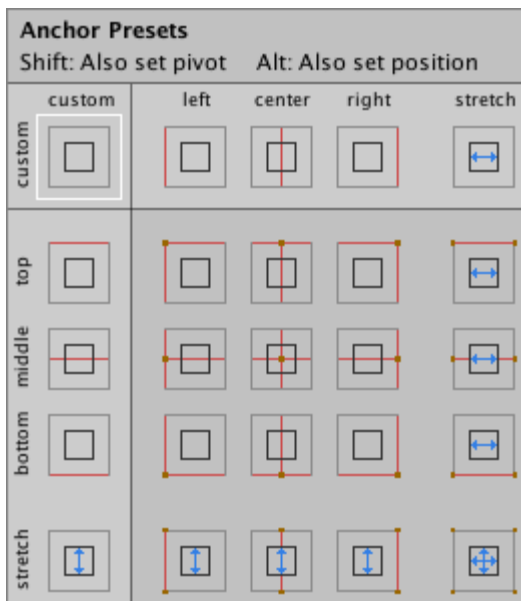 Anchor Presets
Shift: Also set pivot Alt: Also set position
custom left center right stretch
custom
top
middle
bottom
stretch